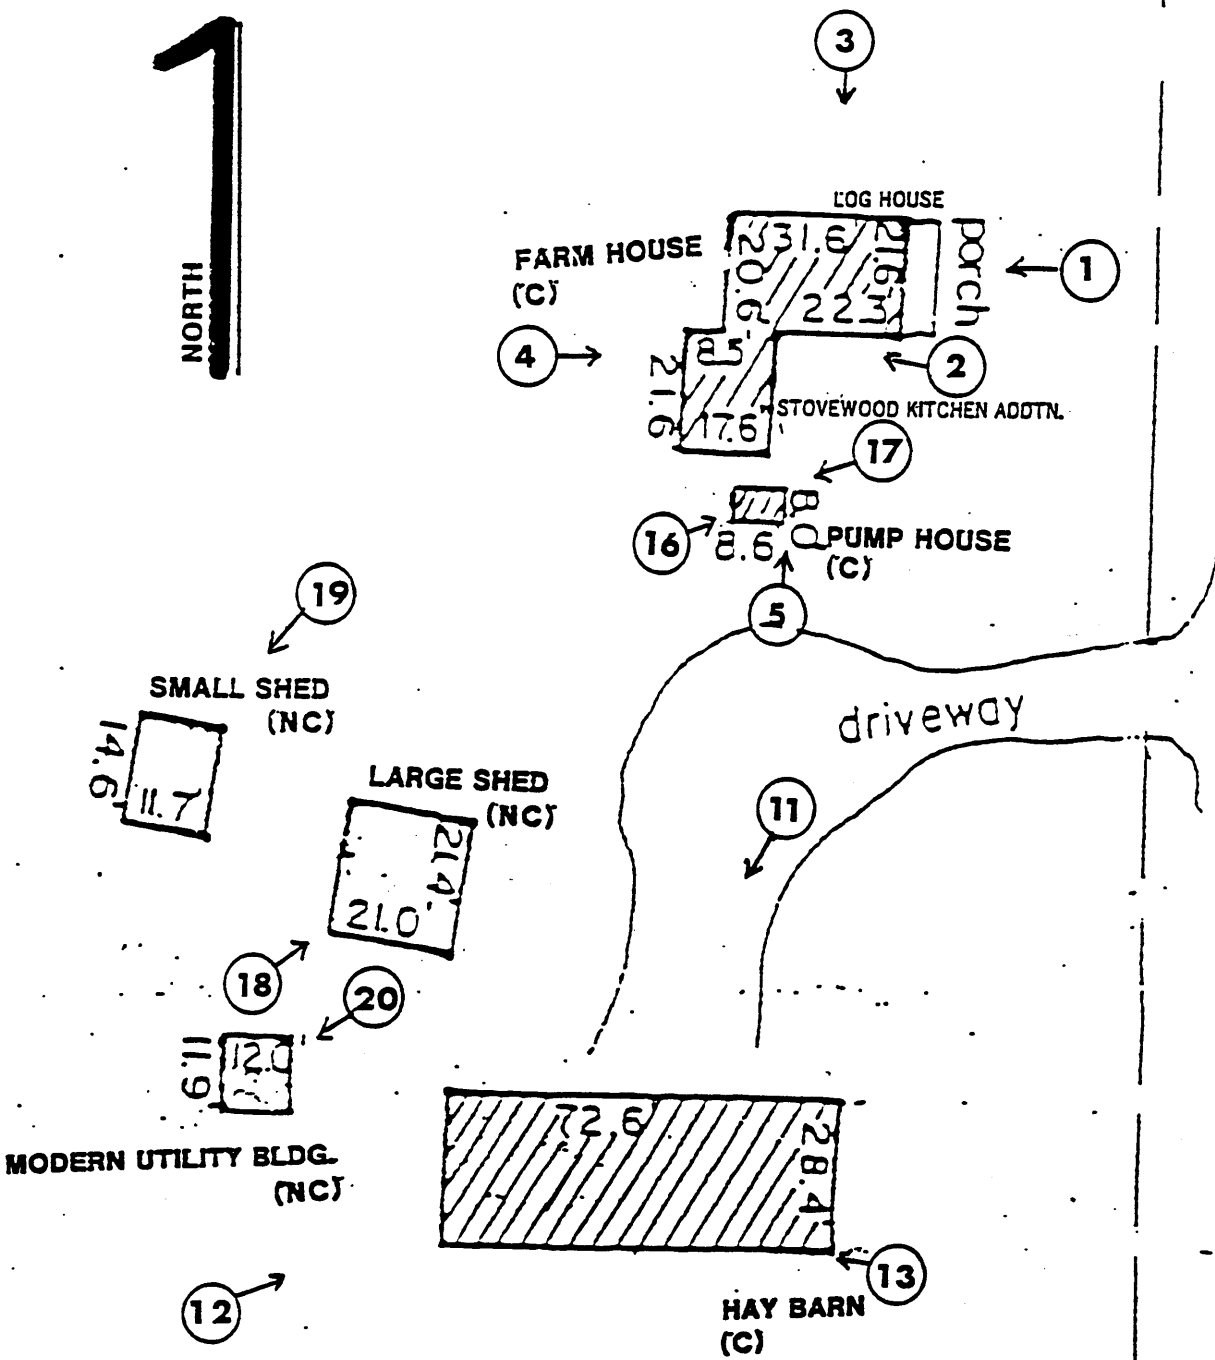 3
NORTH
LOG HOUSE
FARM HOUSE
(C)
31.6
20.6
21.6
22.3
porch
1
4
8.5
21.6
17.6
2
STOVEWOOD KITCHEN ADDTN.
17
16
8.6
8.0
PUMP HOUSE
(C)
5
19
SMALL SHED
(NC)
14.6
11.7
driveway
LARGE SHED
(NC)
21.4
21.0
11
18
20
11.9
12.0
MODERN UTILITY BLDG.
(NC)
72.6
28.4
13
12
HAY BARN
(C)